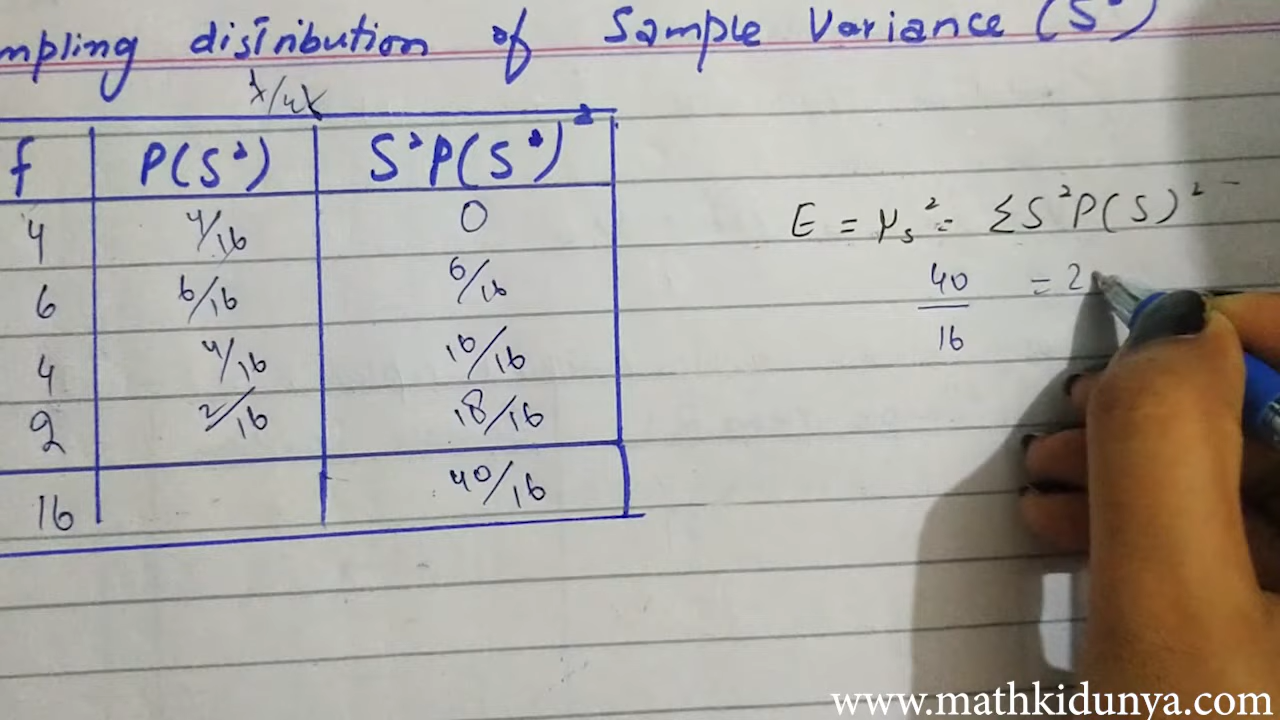 mpling distribution of Sample Variance (S²)
f P(S²) S²P(S²)
4 4/16 0
6 6/16 6/16
4 4/16 16/16
2 2/16 18/16
16 40/16
E = μs² = ΣS²P(S)²
40/16 = 2
www.mathkidunya.com